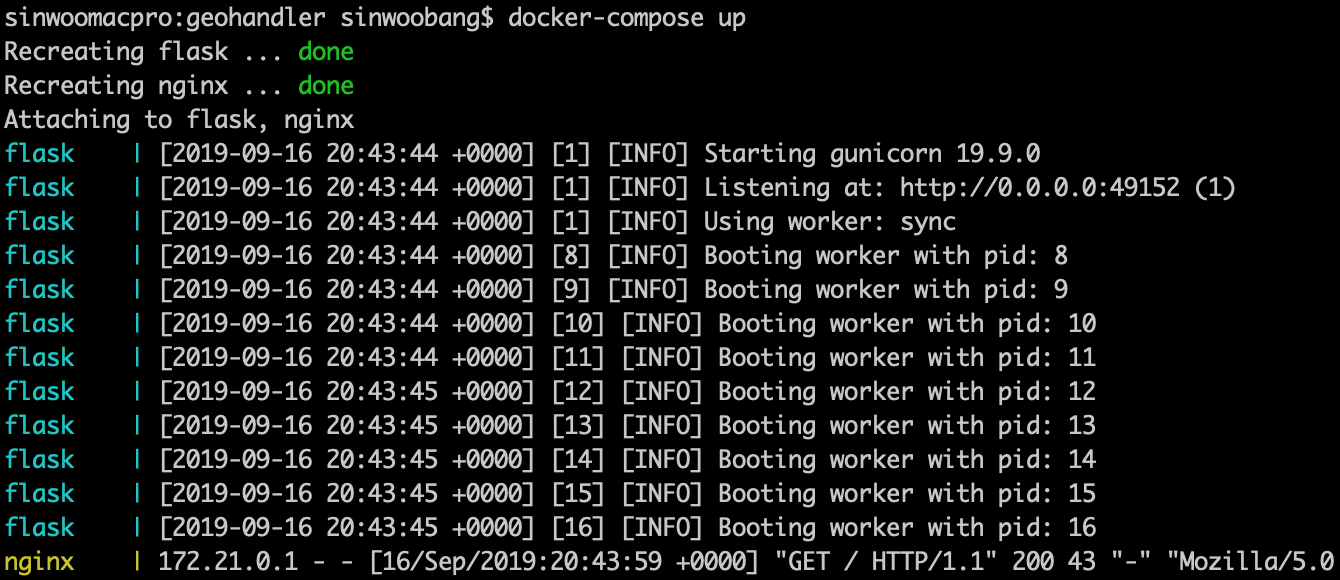 sinwoomacpro:geohandler sinwoobang$ docker-compose up
Recreating flask ... done
Recreating nginx ... done
Attaching to flask, nginx
flask    | [2019-09-16 20:43:44 +0000] [1] [INFO] Starting gunicorn 19.9.0
flask    | [2019-09-16 20:43:44 +0000] [1] [INFO] Listening at: http://0.0.0.0:49152 (1)
flask    | [2019-09-16 20:43:44 +0000] [1] [INFO] Using worker: sync
flask    | [2019-09-16 20:43:44 +0000] [8] [INFO] Booting worker with pid: 8
flask    | [2019-09-16 20:43:44 +0000] [9] [INFO] Booting worker with pid: 9
flask    | [2019-09-16 20:43:44 +0000] [10] [INFO] Booting worker with pid: 10
flask    | [2019-09-16 20:43:44 +0000] [11] [INFO] Booting worker with pid: 11
flask    | [2019-09-16 20:43:45 +0000] [12] [INFO] Booting worker with pid: 12
flask    | [2019-09-16 20:43:45 +0000] [13] [INFO] Booting worker with pid: 13
flask    | [2019-09-16 20:43:45 +0000] [14] [INFO] Booting worker with pid: 14
flask    | [2019-09-16 20:43:45 +0000] [15] [INFO] Booting worker with pid: 15
flask    | [2019-09-16 20:43:45 +0000] [16] [INFO] Booting worker with pid: 16
nginx    | 172.21.0.1 - - [16/Sep/2019:20:43:59 +0000] "GET / HTTP/1.1" 200 43 "-" "Mozilla/5.0